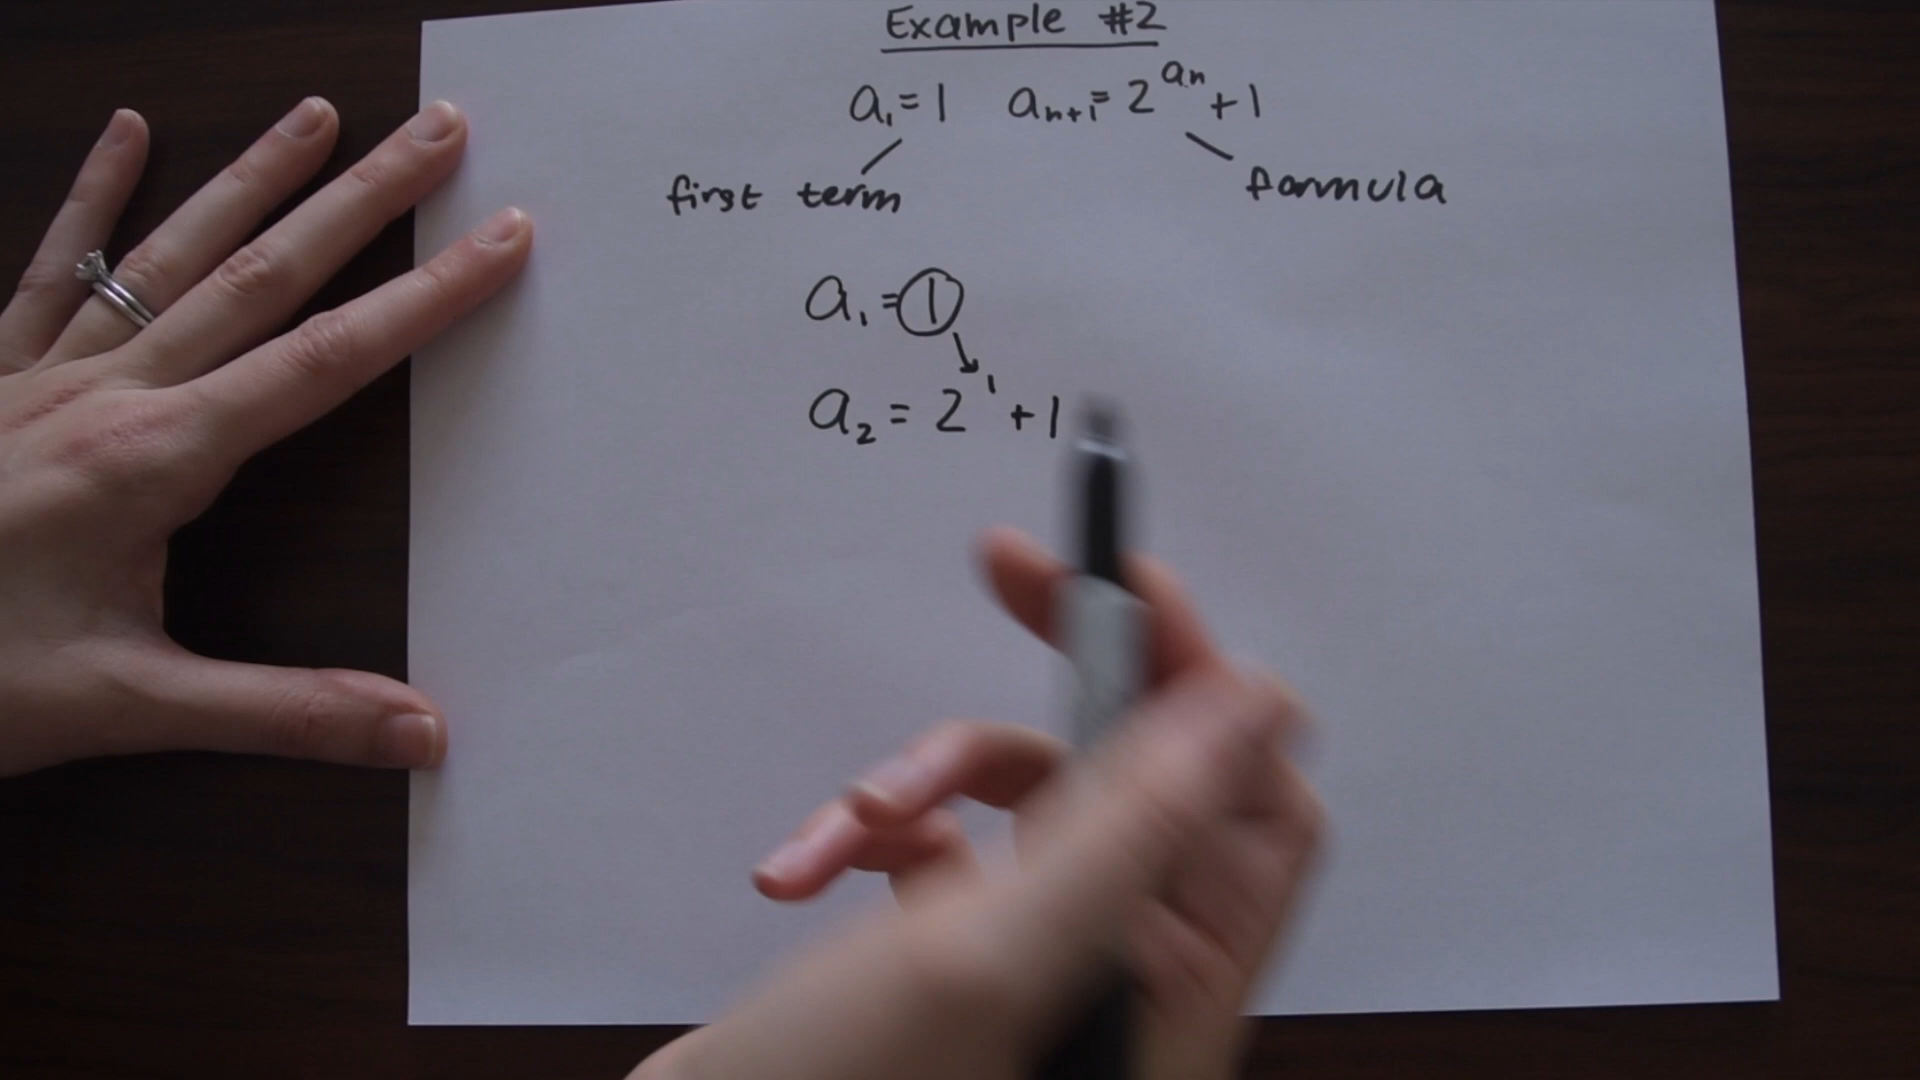 Example #2
a₁ = 1 aₙ₊₁ = 2^aₙ + 1
first term formula
a₁ = 1
a₂ = 2¹ + 1